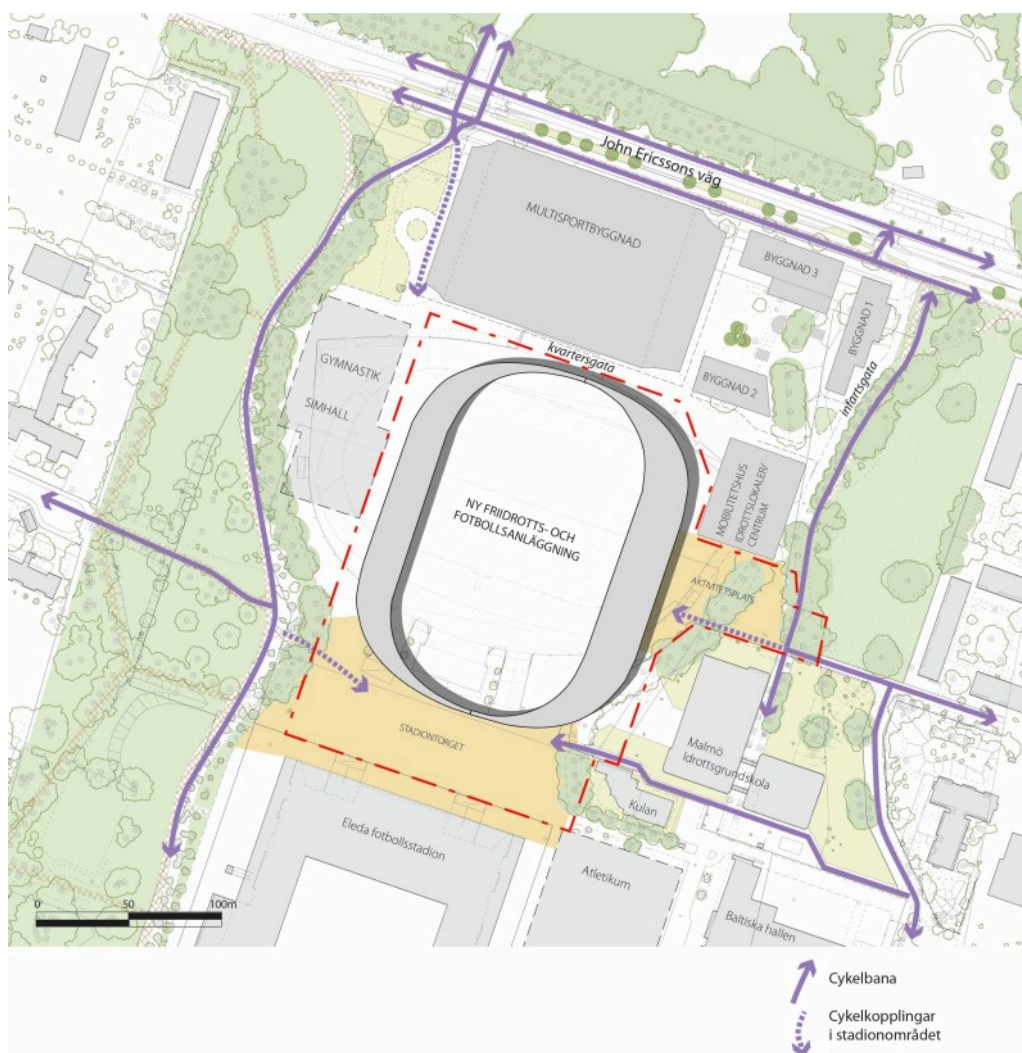 John Ericssons väg
MULTISPORTBYGGNAD
BYGGNAD 3
BYGGNAD 1
kvartersgata
GYMNASTIK
SIMHALL
BYGGNAD 2
infartsgata
MOBILITETSHUS
IDROTTSLOKALER/
CENTRUM
NY FRIIDROTTS- OCH
FOTBOLLSANLÄGGNING
AKTIVITETSPLATS
STADIONTORGET
Malmö
Idrottsgrundskola
Kulan
Eleda fotbollsstadion
Atletikum
Baltiska hallen
0 50 100m
Cykelbana
Cykelkopplingar
i stadionområdet